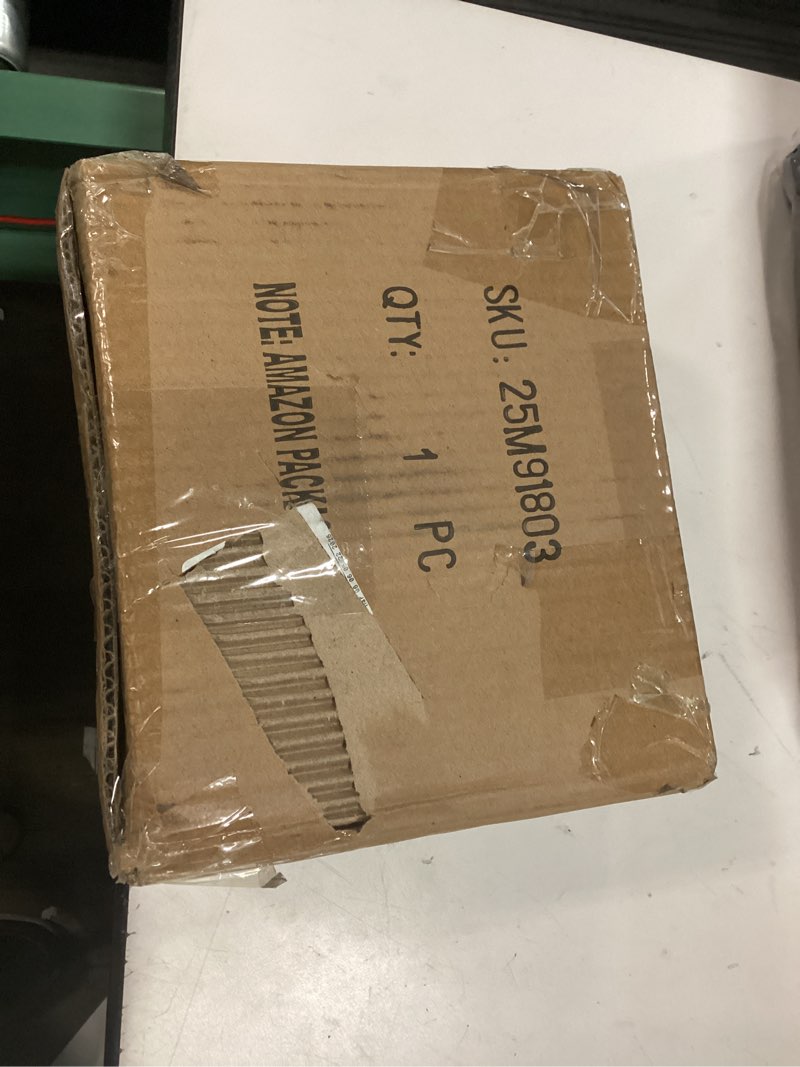 SKU: 25M91803
QTY: 1 PC
NOTE: AMAZON PACK